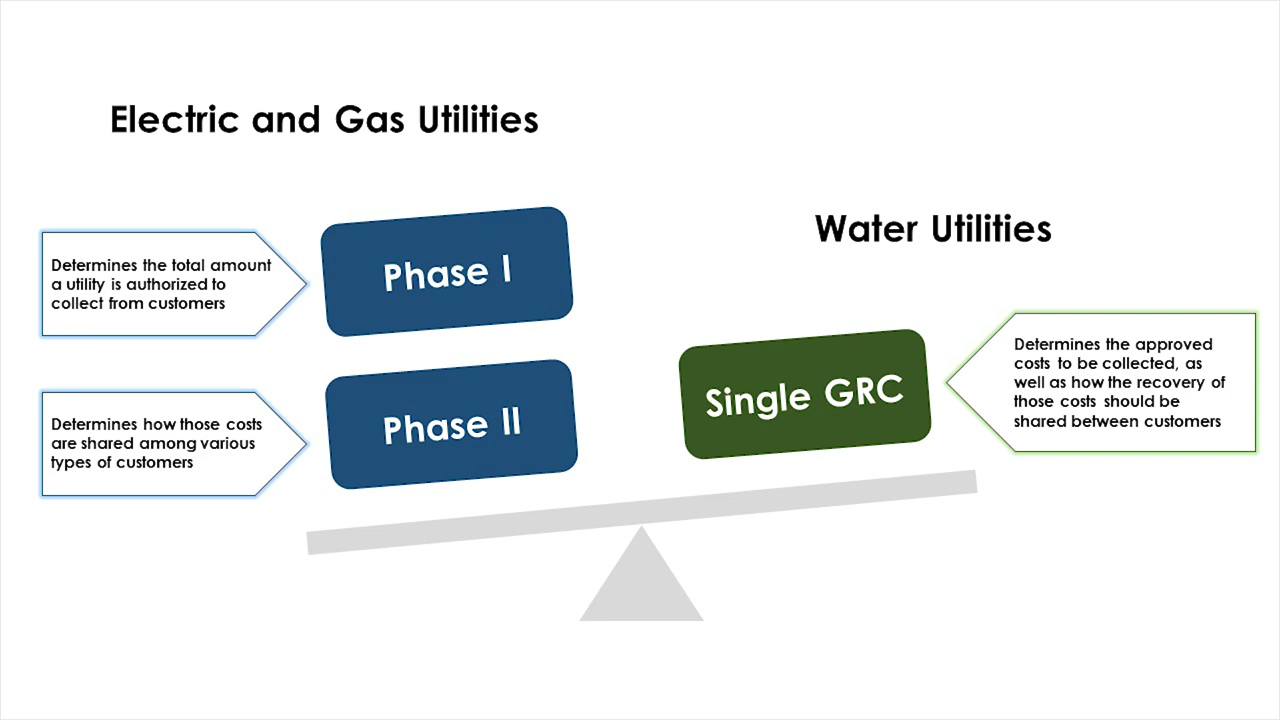 Electric and Gas Utilities
Determines the total amount
a utility is authorized to
collect from customers
Phase I
Determines how those costs
are shared among various
types of customers
Phase II
Water Utilities
Single GRC
Determines the approved
costs to be collected, as
well as how the recovery of
those costs should be
shared between customers